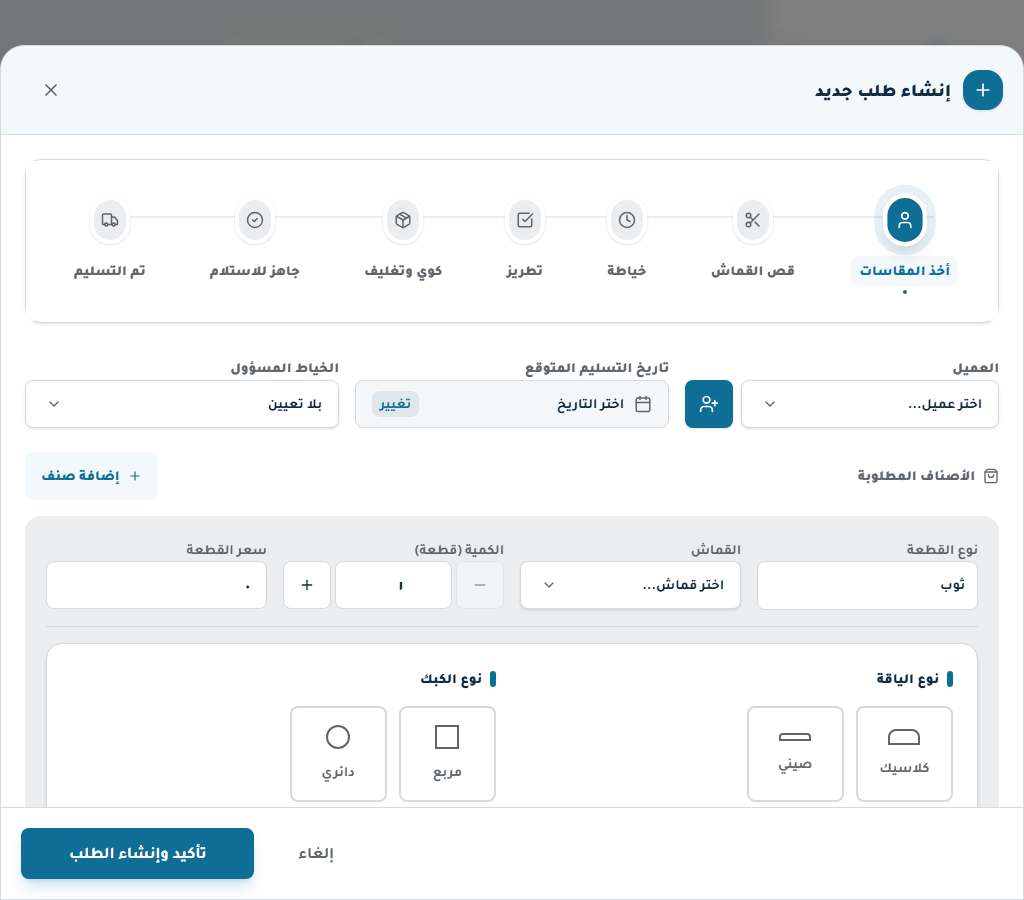 إنشاء طلب جديد
أخذ المقاسات
قص القماش
خياطة
تطريز
كوي وتغليف
جاهز للاستلام
تم التسليم
العميل
اختر عميل...
تاريخ التسليم المتوقع
اختر التاريخ
تغيير
الخياط المسؤول
بلا تعيين
الأصناف المطلوبة
إضافة صنف
نوع القطعة
ثوب
القماش
اختر قماش...
الكمية (قطعة)
١
سعر القطعة
٠
نوع الياقة
كلاسيك
صيني
نوع الكبك
مربع
دائري
إلغاء
تأكيد وإنشاء الطلب